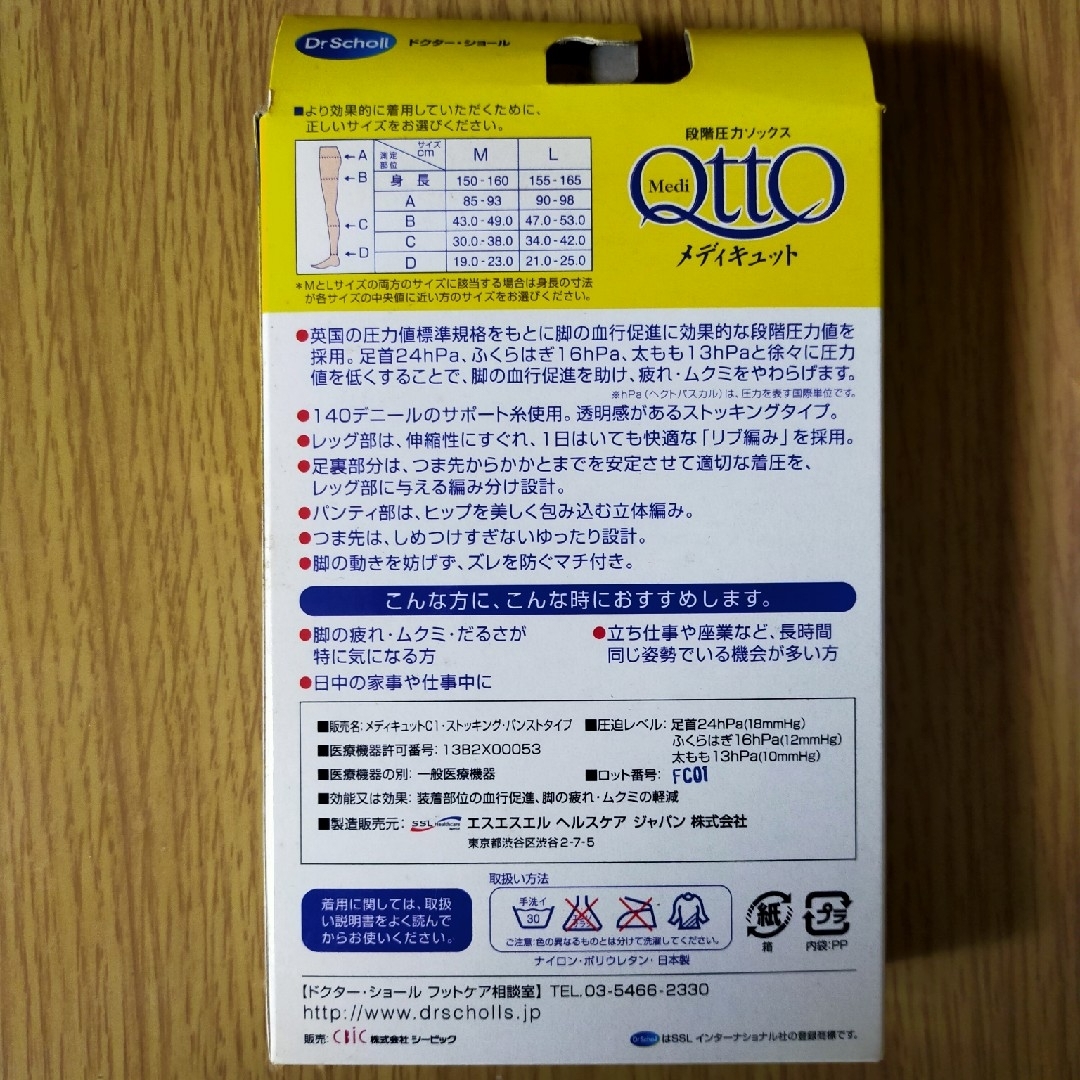 Dr Scholl ドクター・ショール
■より効果的に着用していただくために、
正しいサイズをお選びください。
測定部位 サイズcm M L
身長 150-160 155-165
A 85-93 90-98
B 43.0-49.0 47.0-53.0
C 30.0-38.0 34.0-42.0
D 19.0-23.0 21.0-25.0
←A
←B
←C
←D
*MとLサイズの両方のサイズに該当する場合は身長の寸法
が各サイズの中央値に近い方のサイズをお選びください。
段階圧力ソックス
Medi QttO
メディキュット
●英国の圧力値標準規格をもとに脚の血行促進に効果的な段階圧力値を
採用。足首24hPa、ふくらはぎ16hPa、太もも13hPaと徐々に圧力
値を低くすることで、脚の血行促進を助け、疲れ・ムクミをやわらげます。
※hPa(ヘクトパスカル)は、圧力を表す国際単位です。
●140デニールのサポート糸使用。透明感があるストッキングタイプ。
●レッグ部は、伸縮性にすぐれ、1日はいても快適な「リブ編み」を採用。
●足裏部分は、つま先からかかとまでを安定させて適切な着圧を、
レッグ部に与える編み分け設計。
●パンティ部は、ヒップを美しく包み込む立体編み。
●つま先は、しめつけすぎないゆったり設計。
●脚の動きを妨げず、ズレを防ぐマチ付き。
こんな方に、こんな時におすすめします。
●脚の疲れ・ムクミ・だるさが
特に気になる方
●日中の家事や仕事中に
●立ち仕事や座業など、長時間
同じ姿勢でいる機会が多い方
■販売名:メディキュットC1・ストッキング・パンストタイプ
■医療機器許可番号:13B2X00053
■医療機器の別:一般医療機器
■圧迫レベル:足首24hPa(18mmHg)
ふくらはぎ16hPa(12mmHg)
太もも13hPa(10mmHg)
■ロット番号: FC01
■効能又は効果:装着部位の血行促進、脚の疲れ・ムクミの軽減
■製造販売元: SSL Healthcare エスエスエル ヘルスケア ジャパン 株式会社
東京都渋谷区渋谷2-7-5
着用に関しては、取扱
い説明書をよく読んで
からお使いください。
取扱い方法
手洗イ
30
ご注意:色の異なるものとは分けて洗濯してください。
ナイロン・ポリウレタン・日本製
紙
箱
プラ
内袋:PP
【ドクター・ショール フットケア相談室】TEL.03-5466-2330
http://www.drscholls.jp
販売: CBIC 株式会社 シービック
Dr SchollはSSL インターナショナル社の登録商標です。